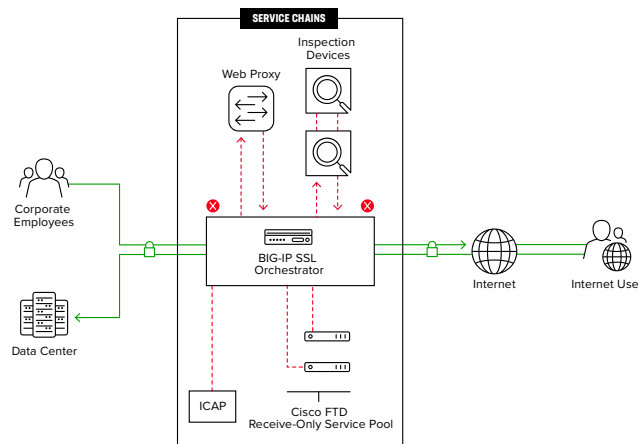 SERVICE CHAINS
Inspection
Devices
Web Proxy
Corporate
Employees
BIG-IP SSL
Orchestrator
Internet
Internet Use
Data Center
ICAP
Cisco FTD
Receive-Only Service Pool